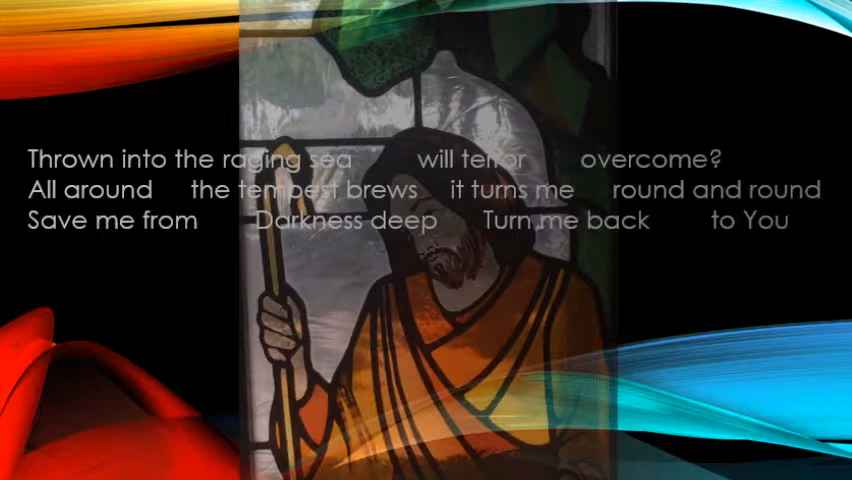 Thrown into the raging sea will terror overcome?
All around the tempest brews it turns me round and round
Save me from Darkness deep Turn me back to You